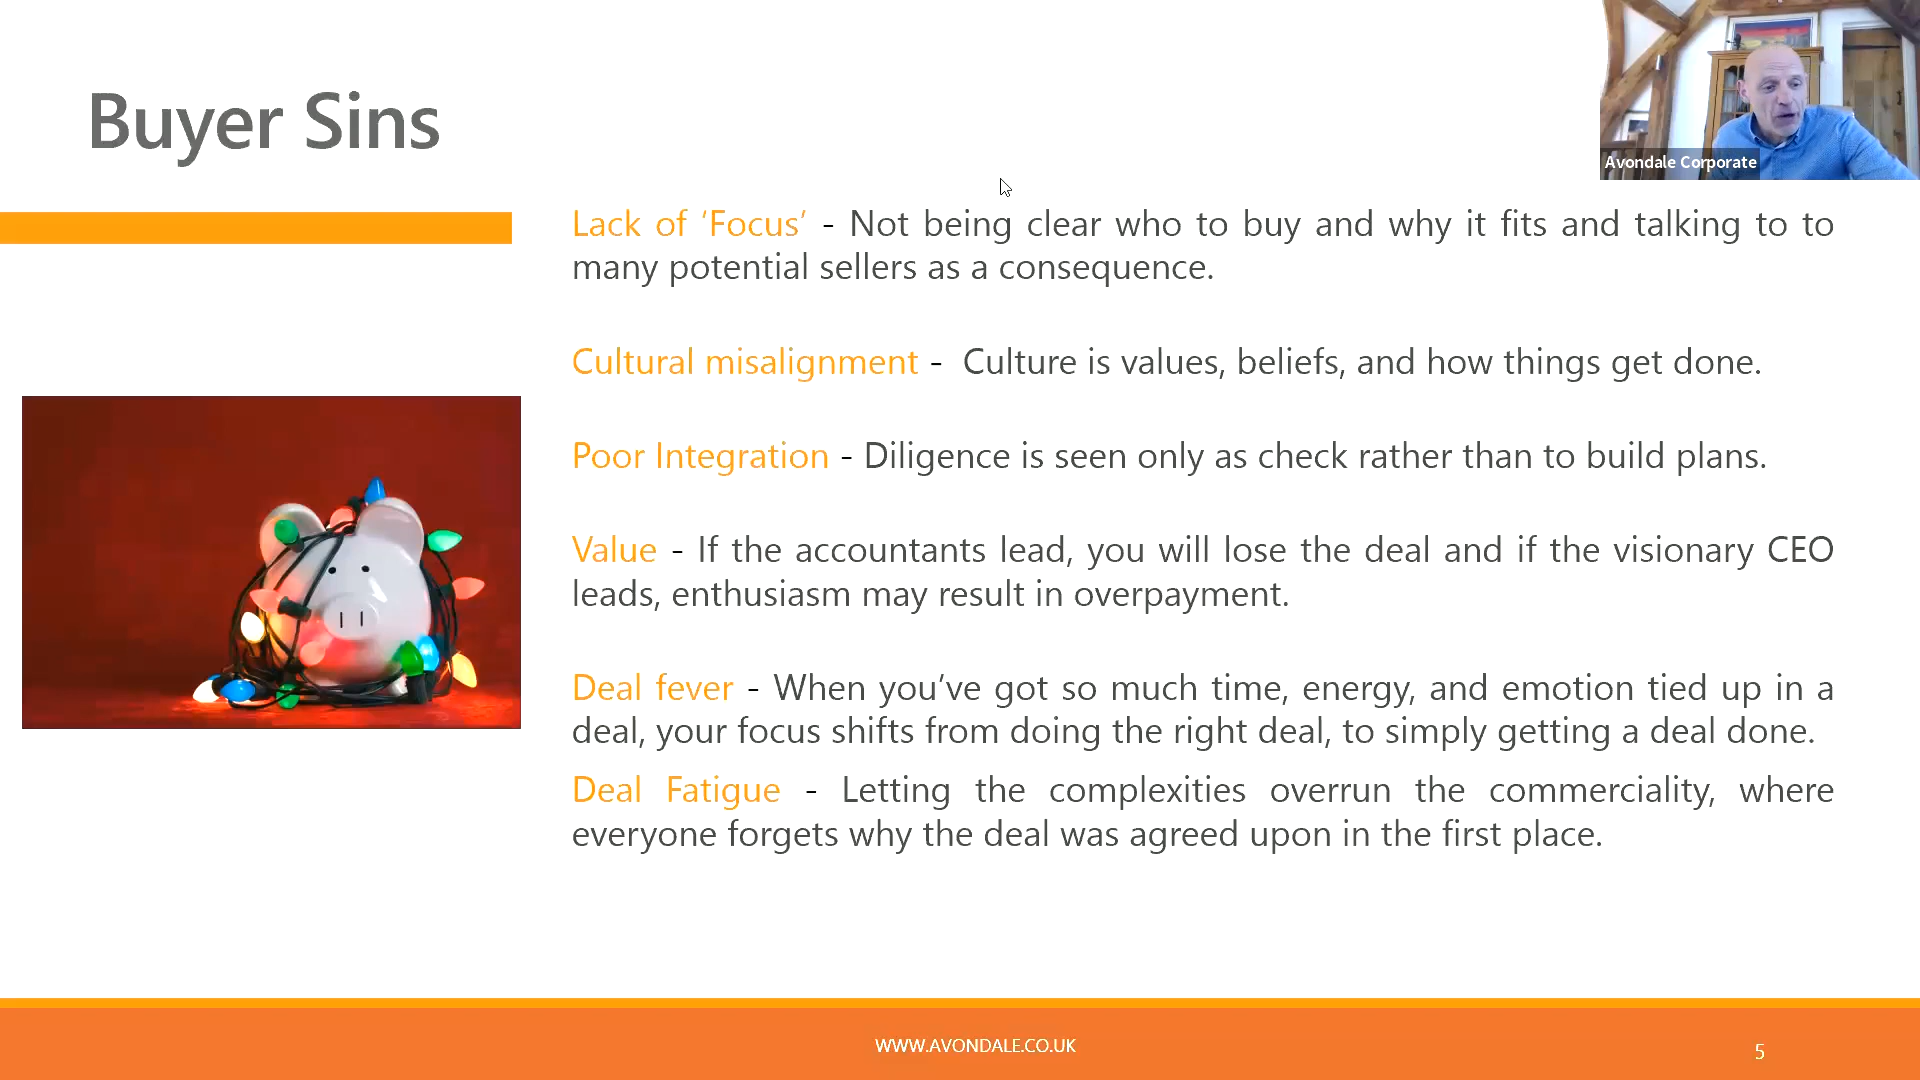 Buyer Sins
Avondale Corporate
Lack of ‘Focus’ - Not being clear who to buy and why it fits and talking to to
many potential sellers as a consequence.
Cultural misalignment - Culture is values, beliefs, and how things get done.
Poor Integration - Diligence is seen only as check rather than to build plans.
Value - If the accountants lead, you will lose the deal and if the visionary CEO
leads, enthusiasm may result in overpayment.
Deal fever - When you’ve got so much time, energy, and emotion tied up in a
deal, your focus shifts from doing the right deal, to simply getting a deal done.
Deal Fatigue - Letting the complexities overrun the commerciality, where
everyone forgets why the deal was agreed upon in the first place.
WWW.AVONDALE.CO.UK
5